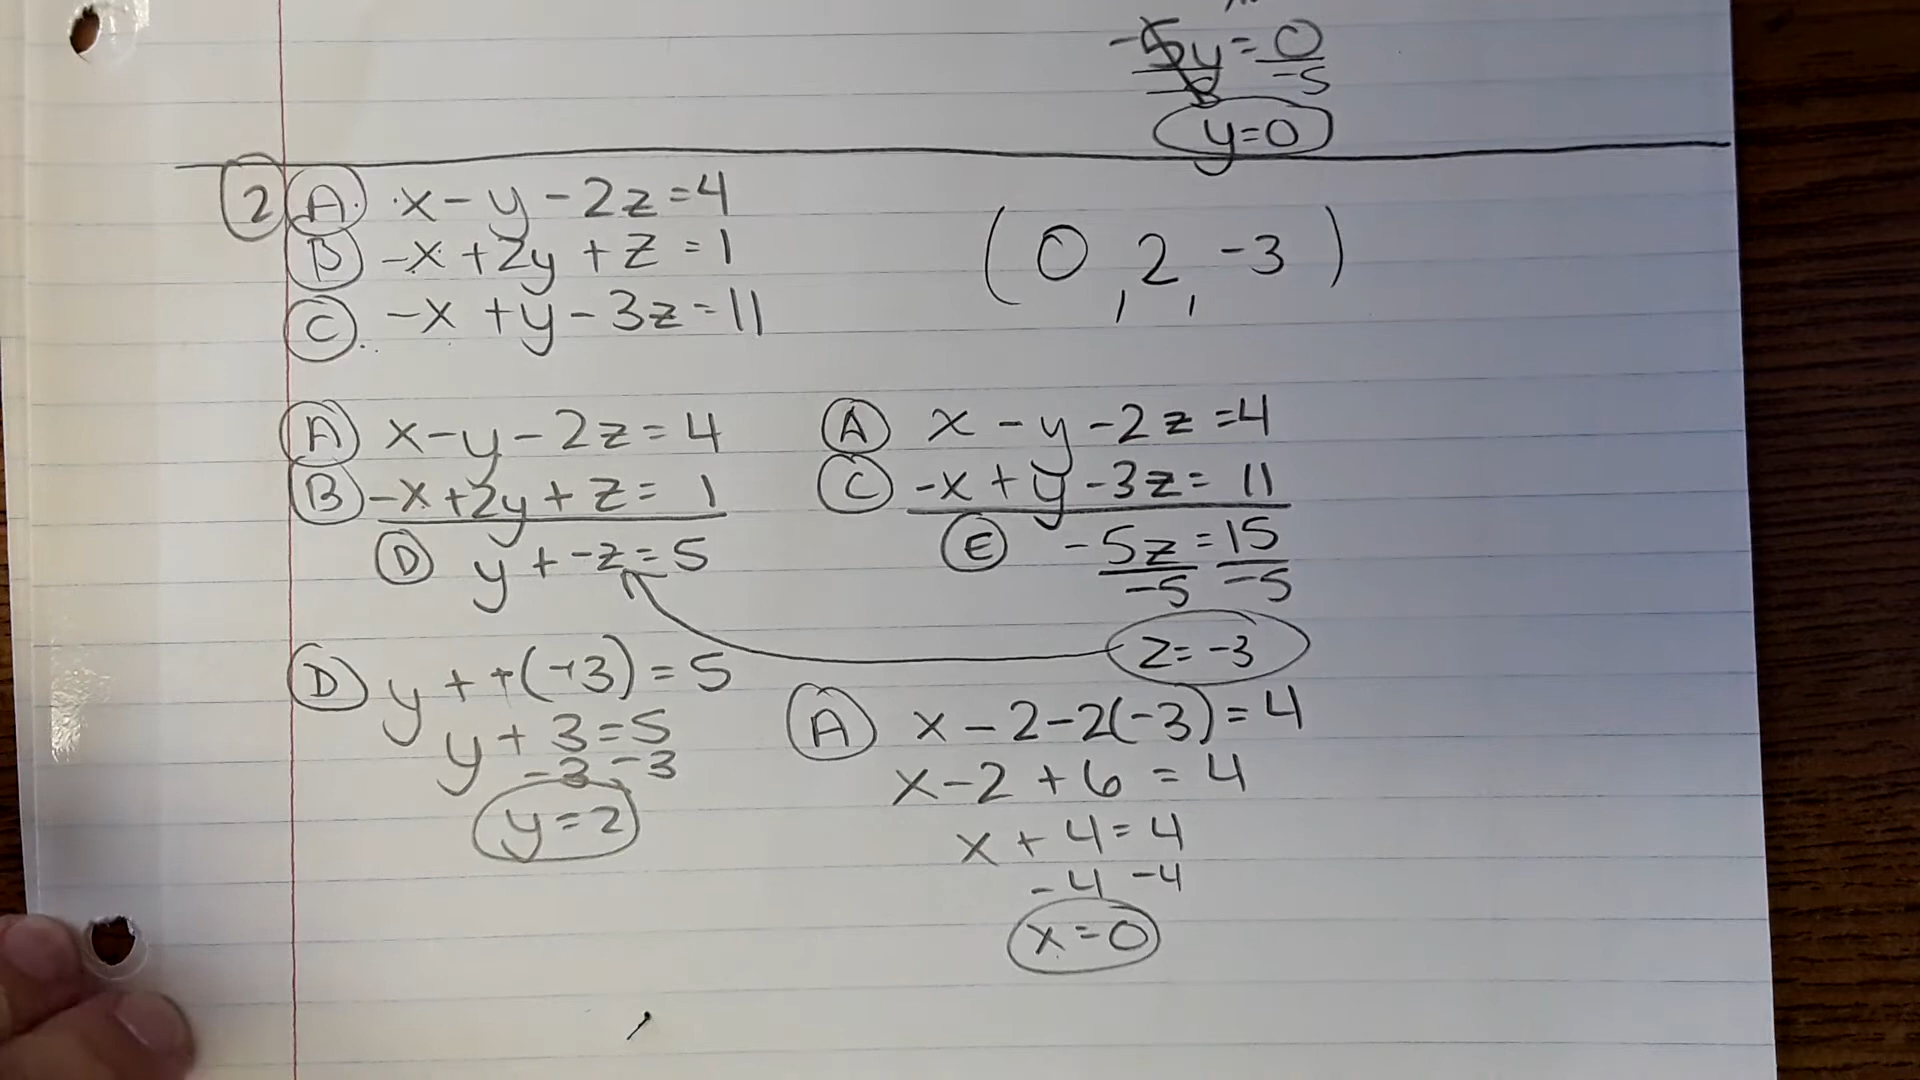 -5y = 0
-5 -5
y=0
2 A x - y - 2z = 4
B -x + 2y + z = 1
C -x + y - 3z = 11
(0, 2, -3)
A x - y - 2z = 4
B -x + 2y + z = 1
D y + -z = 5
A x - y - 2z = 4
C -x + y - 3z = 11
E -5z = 15
-5 -5
z = -3
D y + +(+3) = 5
y + 3 = 5
-3 -3
y = 2
A x - 2 - 2(-3) = 4
x - 2 + 6 = 4
x + 4 = 4
-4 -4
x = 0